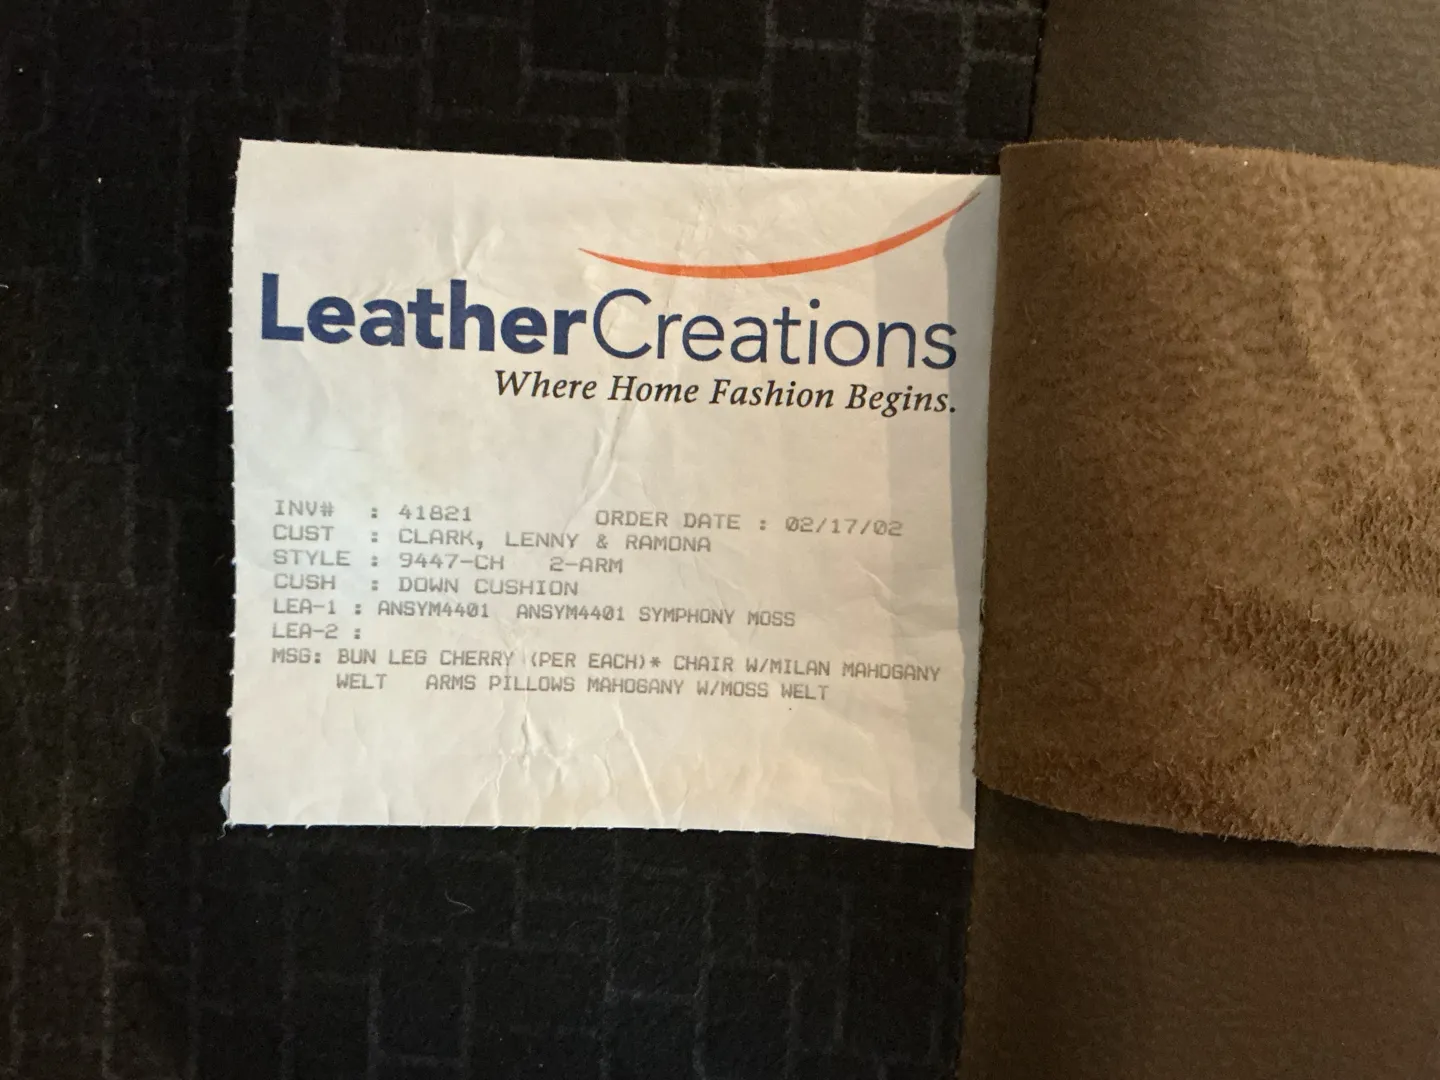 LeatherCreations
Where Home Fashion Begins.
INV# : 41821 ORDER DATE : 02/17/02
CUST : CLARK, LENNY & RAMONA
STYLE : 9447-CH 2-ARM
CUSH : DOWN CUSHION
LEA-1 : ANSYM4401 ANSYM4401 SYMPHONY MOSS
LEA-2 :
MSG: BUN LEG CHERRY (PER EACH)* CHAIR W/MILAN MAHOGANY
WELT ARMS PILLOWS MAHOGANY W/MOSS WELT